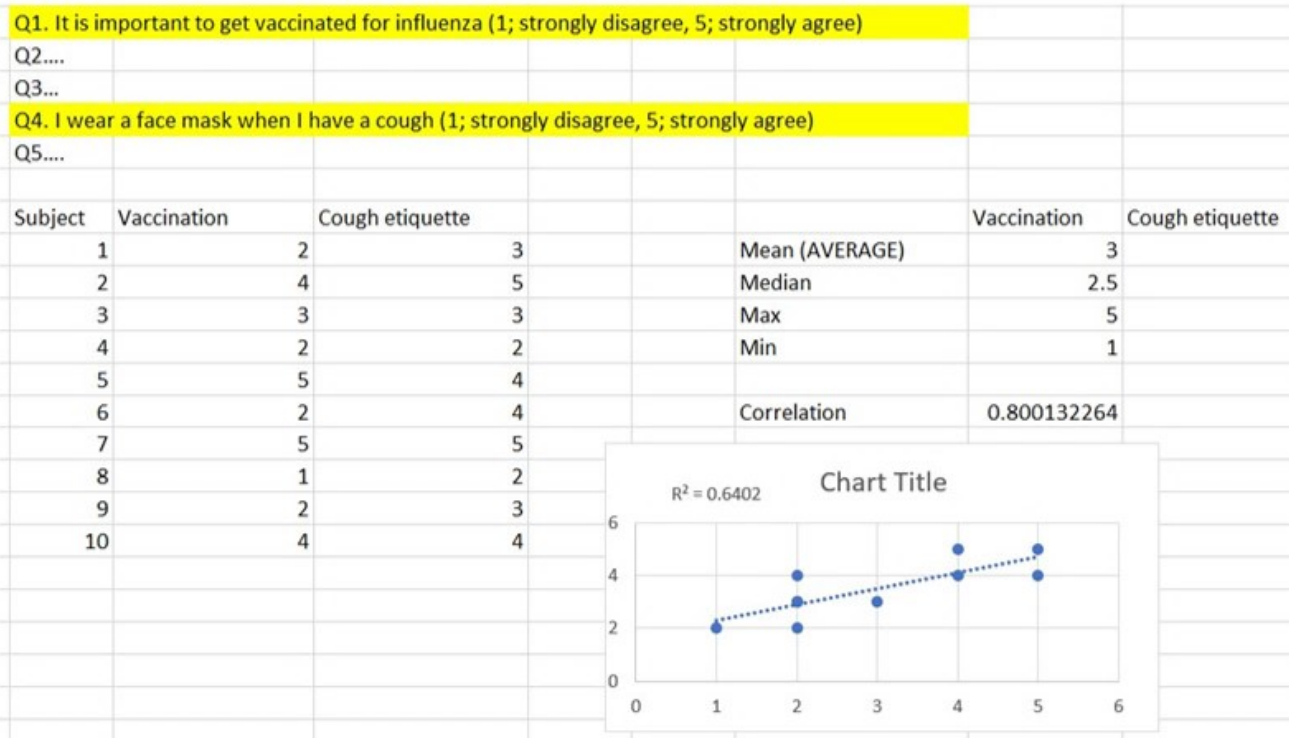 Q1. It is important to get vaccinated for influenza (1; strongly disagree, 5; strongly agree)
Q2....
Q3...
Q4. I wear a face mask when I have a cough (1; strongly disagree, 5; strongly agree)
Q5....
Subject Vaccination Cough etiquette Vaccination Cough etiquette
1 2 3 Mean (AVERAGE) 3
2 4 5 Median 2.5
3 3 3 Max 5
4 2 2 Min 1
5 5 4
6 2 4 Correlation 0.800132264
7 5 5
8 1 2
9 2 3
10 4 4
Chart Title
R² = 0.6402
6
4
2
0
0 1 2 3 4 5 6